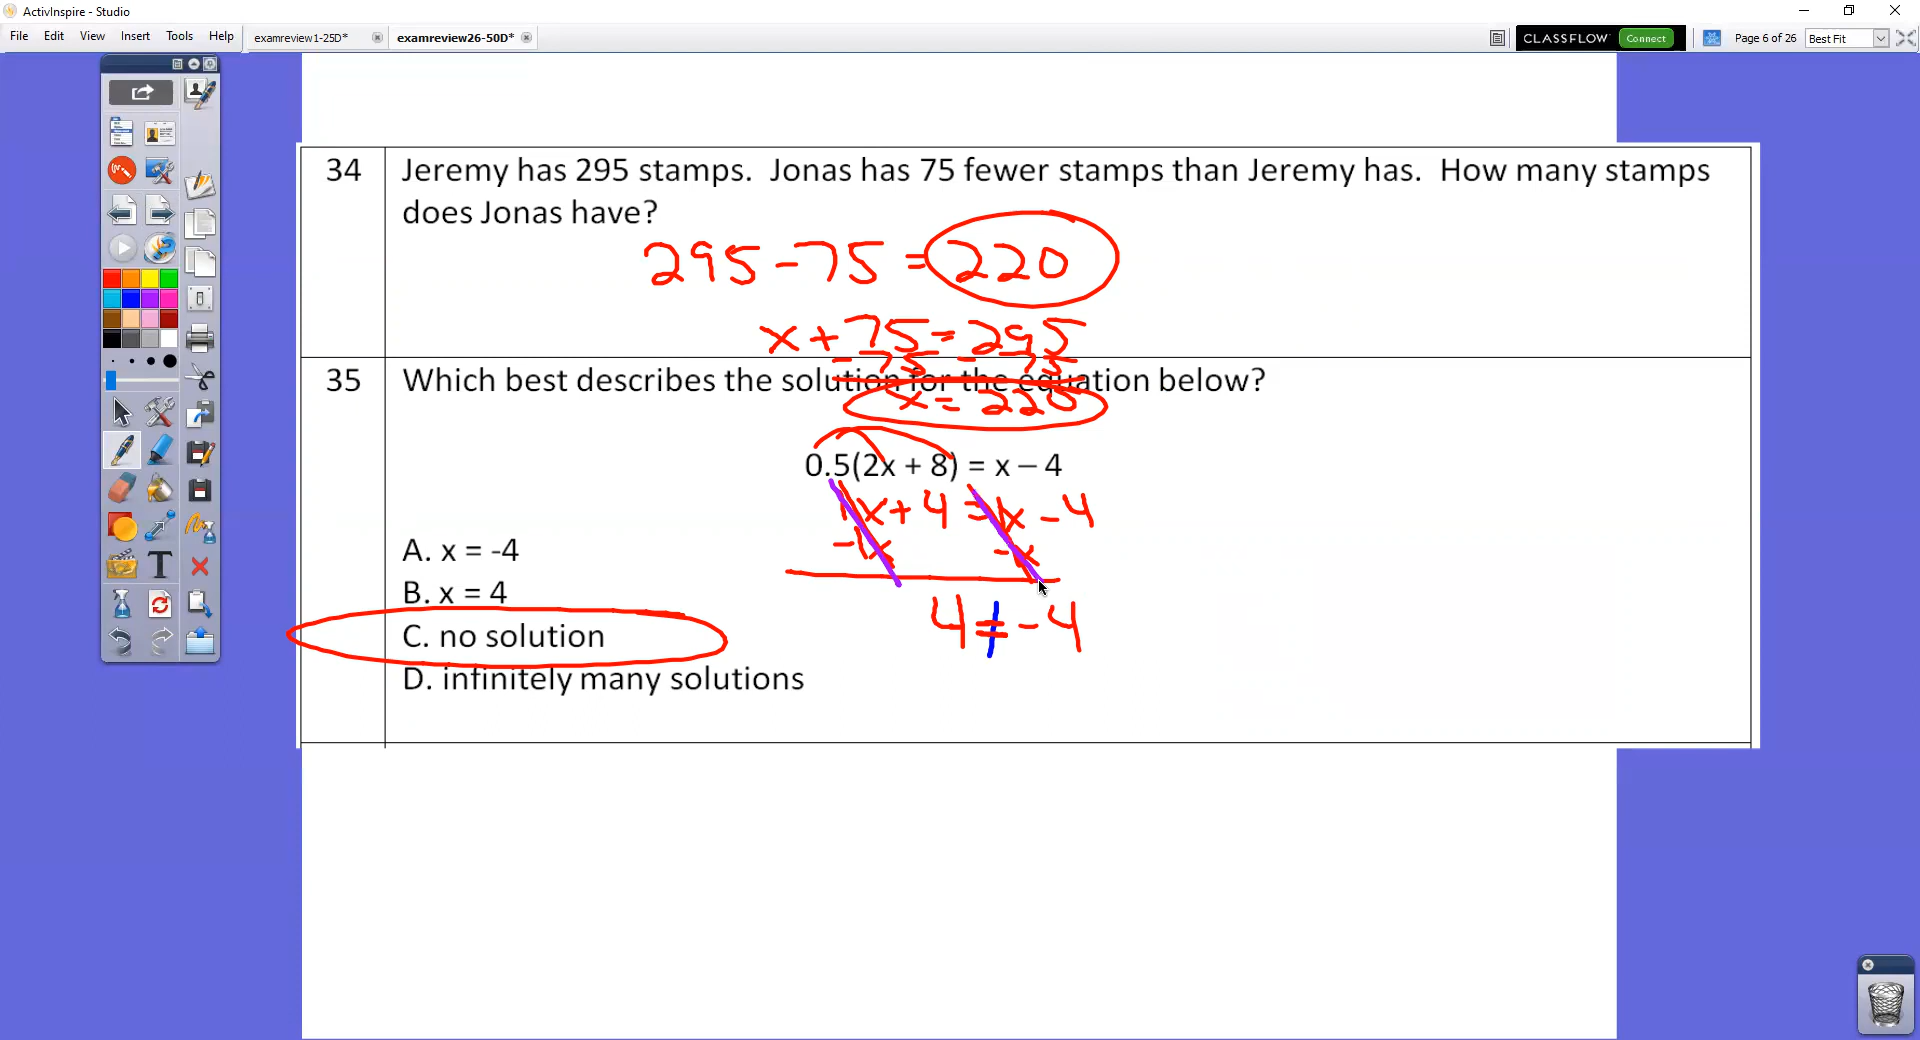 ActivInspire - Studio
File Edit View Insert Tools Help
examreview1-25D* examreview26-50D*
CLASSFLOW Connect
Page 6 of 26 Best Fit
34 Jeremy has 295 stamps. Jonas has 75 fewer stamps than Jeremy has. How many stamps
does Jonas have?
295 - 75 = 220
x + 75 = 295
- 75 - 75
35 Which best describes the solution for the equation below?
x = 220
0.5(2x + 8) = x – 4
1x + 4 = 1x - 4
-1x -x
A. x = -4
B. x = 4
4 ≠ -4
C. no solution
D. infinitely many solutions